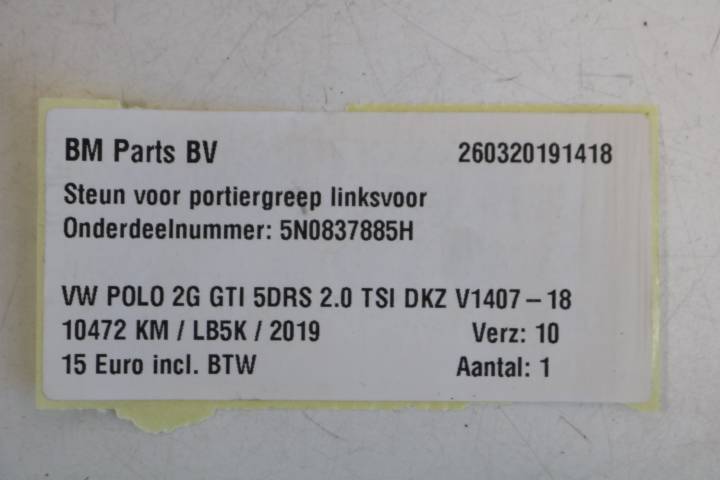 BM Parts BV 260320191418
Steun voor portiergreep linksvoor
Onderdeelnummer: 5N0837885H
VW POLO 2G GTI 5DRS 2.0 TSI DKZ V1407-18
10472 KM / LB5K / 2019 Verz: 10
15 Euro incl. BTW Aantal: 1